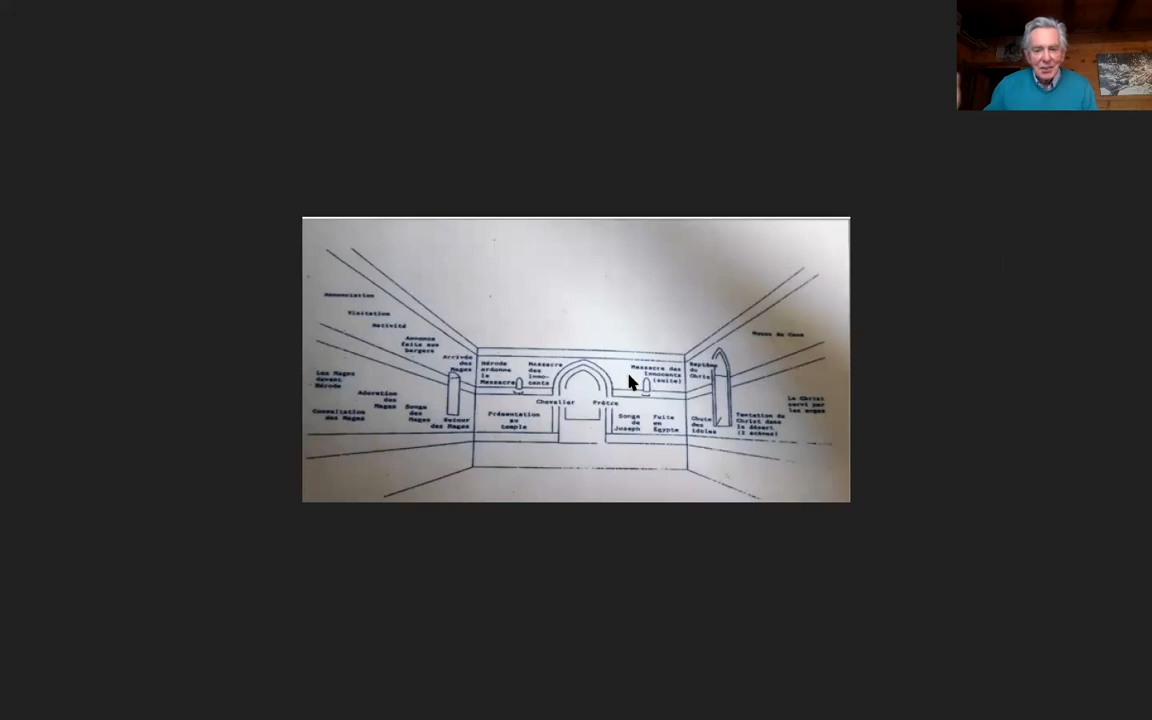 Annonciation
Visitation
Nativité
Annonce
faite aux
bergers
Arrivée
des
Mages
Les Mages
devant
Hérode
Adoration
des
Mages
Consultation
des Mages
Songe
des
Mages
Retour
des Mages
Hérode
ordonne
le
Massacre
Massacre
des
Inno-
cents
Chevalier
Prêtre
Présentation
au
temple
Massacre des
Innocents
(suite)
Songe
de
Joseph
Fuite
en
Egypte
Baptême
du
Christ
Chute
des
idoles
Noces de Cana
Tentation du
Christ dans
le désert
(2 scènes)
Le Christ
servi par
les anges